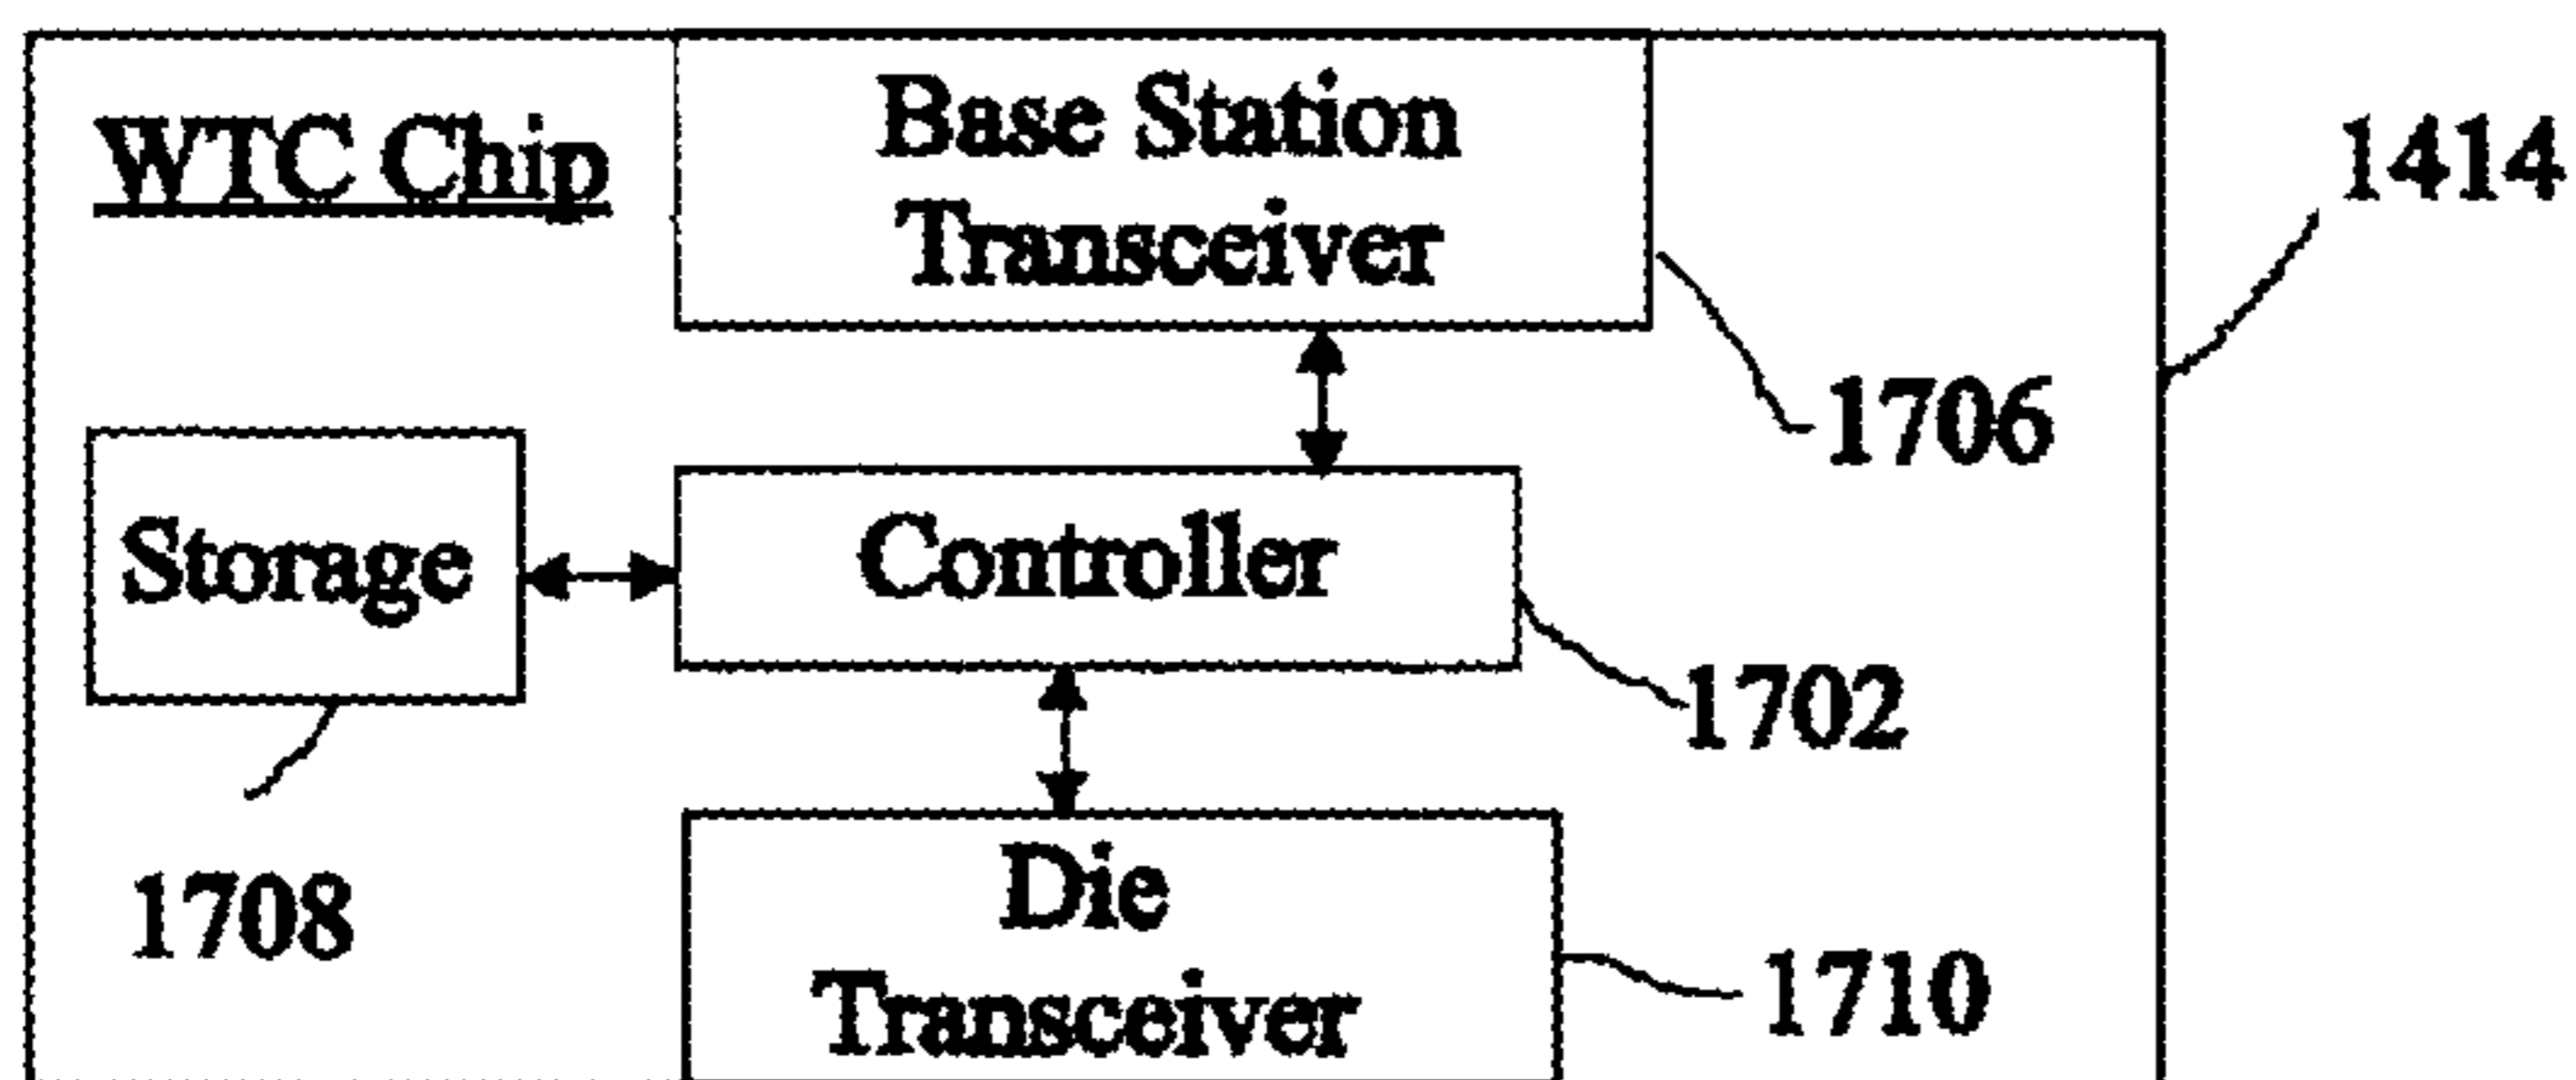 WTC Chip
Base Station
Transceiver
1414
1706
Storage
Controller
1702
1708
Die
Transceiver
1710